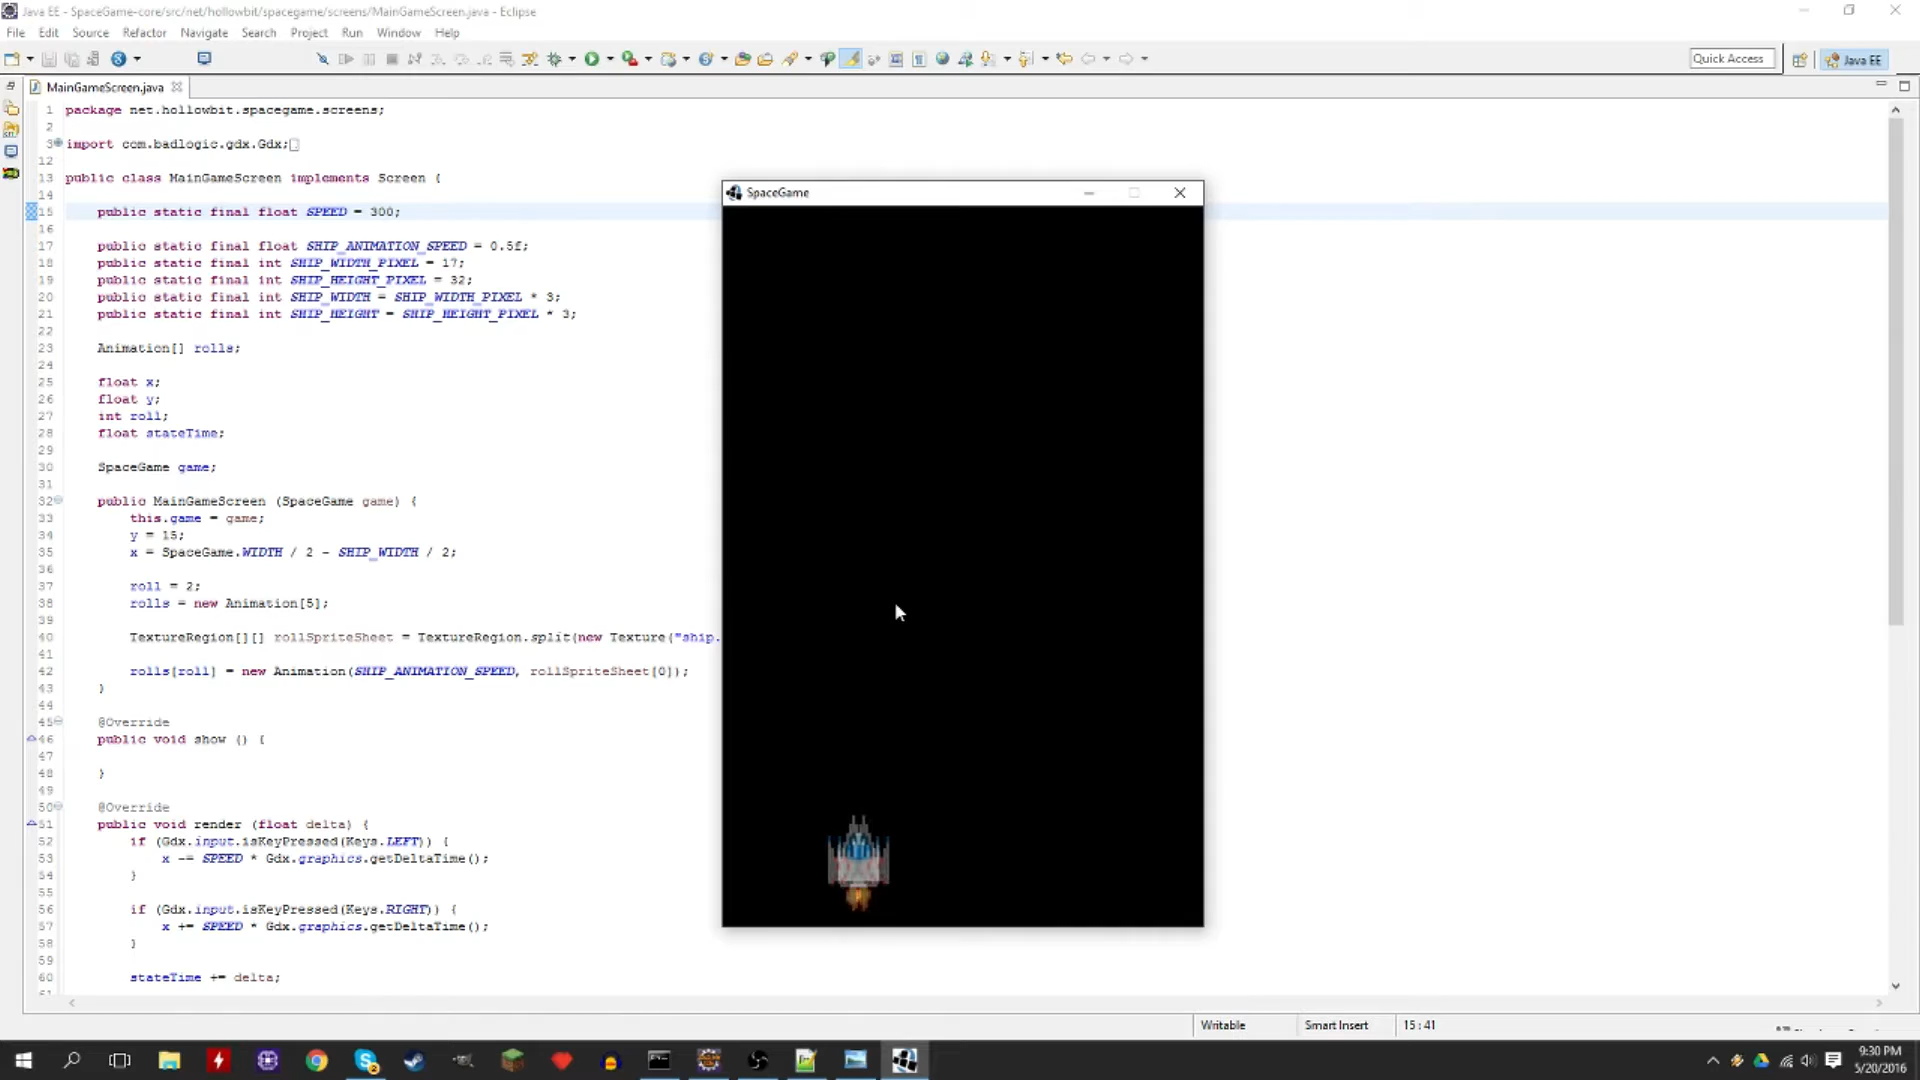 Java EE - SpaceGame-core/src/net/hollowbit/spacegame/screens/MainGameScreen.java - Eclipse
File Edit Source Refactor Navigate Search Project Run Window Help
Quick Access
Java EE
MainGameScreen.java
1 package net.hollowbit.spacegame.screens;
2
3 import com.badlogic.gdx.Gdx;
12
13 public class MainGameScreen implements Screen {
14
15 public static final float SPEED = 300;
16
17 public static final float SHIP_ANIMATION_SPEED = 0.5f;
18 public static final int SHIP_WIDTH_PIXEL = 17;
19 public static final int SHIP_HEIGHT_PIXEL = 32;
20 public static final int SHIP_WIDTH = SHIP_WIDTH_PIXEL * 3;
21 public static final int SHIP_HEIGHT = SHIP_HEIGHT_PIXEL * 3;
22
23 Animation[] rolls;
24
25 float x;
26 float y;
27 int roll;
28 float stateTime;
29
30 SpaceGame game;
31
32 public MainGameScreen (SpaceGame game) {
33 this.game = game;
34 y = 15;
35 x = SpaceGame.WIDTH / 2 - SHIP_WIDTH / 2;
36
37 roll = 2;
38 rolls = new Animation[5];
39
40 TextureRegion[][] rollSpriteSheet = TextureRegion.split(new Texture("ship.
41
42 rolls[roll] = new Animation(SHIP_ANIMATION_SPEED, rollSpriteSheet[0]);
43 }
44
45 @Override
46 public void show () {
47
48 }
49
50 @Override
51 public void render (float delta) {
52 if (Gdx.input.isKeyPressed(Keys.LEFT)) {
53 x -= SPEED * Gdx.graphics.getDeltaTime();
54 }
55
56 if (Gdx.input.isKeyPressed(Keys.RIGHT)) {
57 x += SPEED * Gdx.graphics.getDeltaTime();
58 }
59
60 stateTime += delta;
SpaceGame
Writable Smart Insert 15 : 41
9:30 PM
5/20/2016